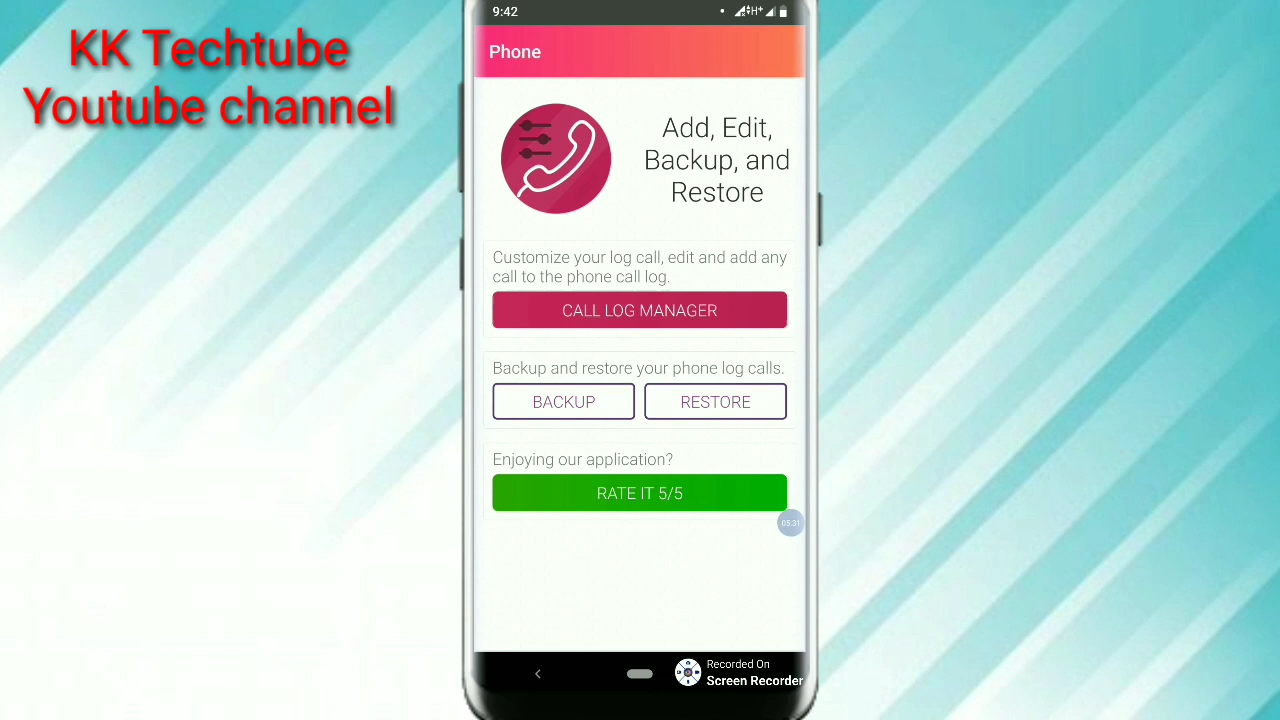 KK Techtube
Youtube channel
9:42
H+
Phone
Add, Edit,
Backup, and
Restore
Customize your log call, edit and add any
call to the phone call log.
CALL LOG MANAGER
Backup and restore your phone log calls.
BACKUP
RESTORE
Enjoying our application?
RATE IT 5/5
05:31
Recorded On
Screen Recorder